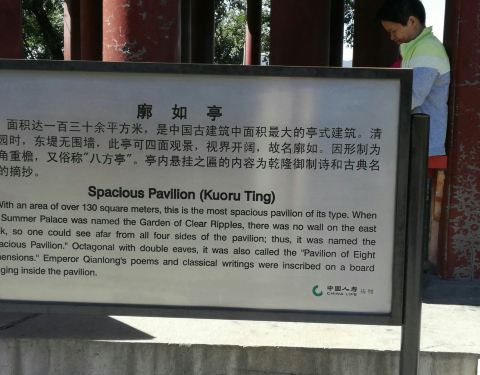 廓如亭
面积达一百三十余平方米，是中国古建筑中面积最大的亭式建筑。清
园时，东堤无围墙，此亭可四面观景，视界开阔，故名廓如。因形制为
角重檐，又俗称“八方亭”。亭内悬挂之匾的内容为乾隆御制诗和古典名
的摘抄。
Spacious Pavilion (Kuoru Ting)
With an area of over 130 square meters, this is the most spacious pavilion of its type. When
Summer Palace was named the Garden of Clear Ripples, there was no wall on the east
k, so one could see afar from all four sides of the pavilion; thus, it was named the
acious Pavilion." Octagonal with double eaves, it was also called the "Pavilion of Eight
ensions." Emperor Qianlong's poems and classical writings were inscribed on a board
ging inside the pavilion.
中国人寿
CHINA LIFE